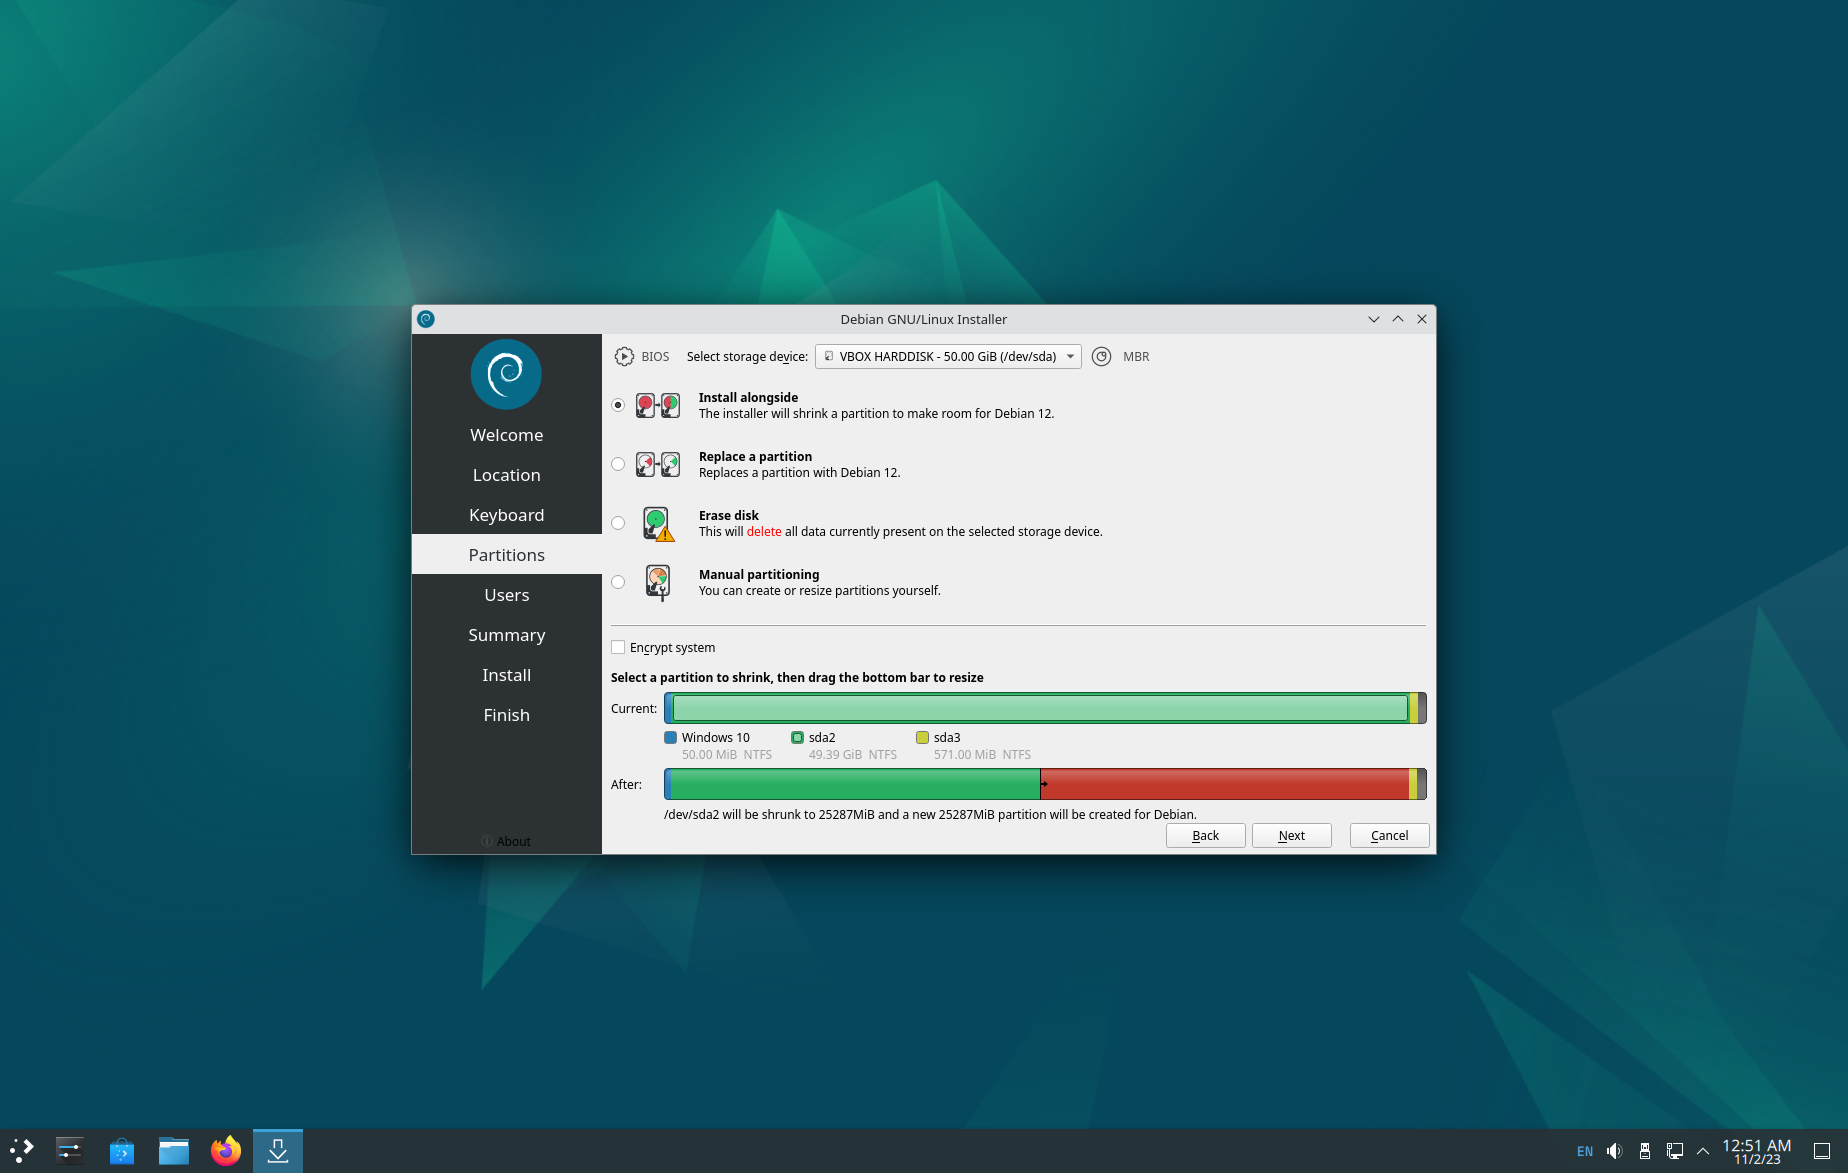 Debian GNU/Linux Installer
Welcome
Location
Keyboard
Partitions
Users
Summary
Install
Finish
About
BIOS Select storage device: VBOX HARDDISK - 50.00 GiB (/dev/sda) MBR
Install alongside
The installer will shrink a partition to make room for Debian 12.
Replace a partition
Replaces a partition with Debian 12.
Erase disk
This will delete all data currently present on the selected storage device.
Manual partitioning
You can create or resize partitions yourself.
Encrypt system
Select a partition to shrink, then drag the bottom bar to resize
Current:
Windows 10 sda2 sda3
50.00 MiB NTFS 49.39 GiB NTFS 571.00 MiB NTFS
After:
/dev/sda2 will be shrunk to 25287MiB and a new 25287MiB partition will be created for Debian.
Back Next Cancel
EN 12:51 AM
11/2/23